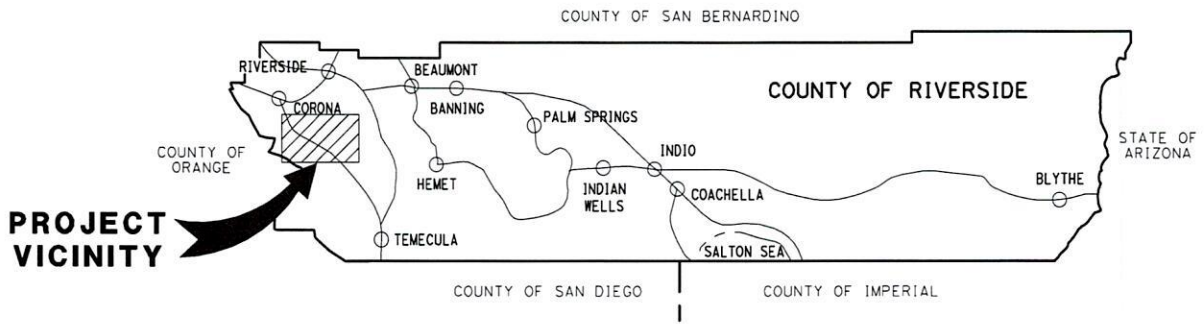 COUNTY OF SAN BERNARDINO
RIVERSIDE
BEAUMONT
COUNTY OF RIVERSIDE
CORONA
BANNING
PALM SPRINGS
COUNTY OF
ORANGE
STATE OF
ARIZONA
INDIO
HEMET
INDIAN
WELLS
COACHELLA
BLYTHE
PROJECT
VICINITY
TEMECULA
SALTON SEA
COUNTY OF SAN DIEGO
COUNTY OF IMPERIAL